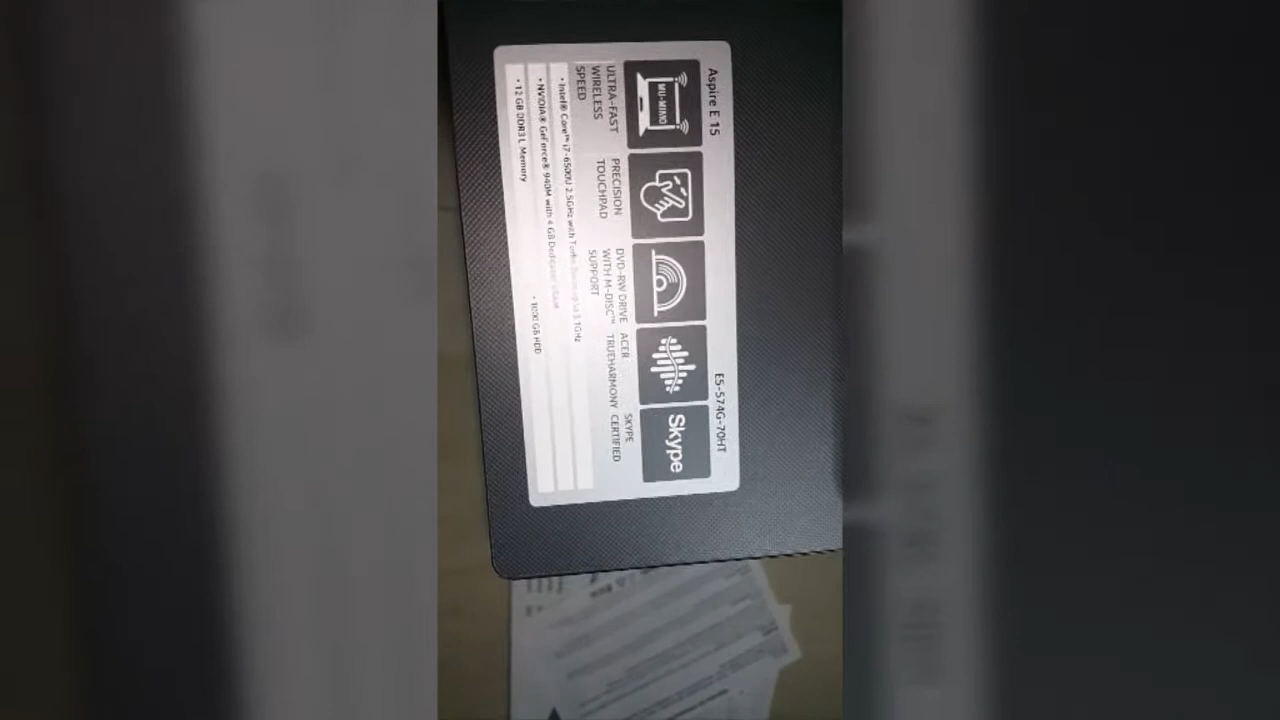 Aspire E 15
E5-574G-70HT
MU-MIMO
Skype
ULTRA-FAST
WIRELESS
SPEED
PRECISION
TOUCHPAD
DVD-RW DRIVE
WITH M-DISC™
SUPPORT
ACER
TRUEHARMONY
SKYPE
CERTIFIED
• Intel® Core™ i7-6500U 2.5GHz with Turbo Boost up to 3.1GHz
• NVIDIA® GeForce® 940M with 4 GB Dedicated VRAM
• 12 GB DDR3 L Memory
• 1000 GB HDD